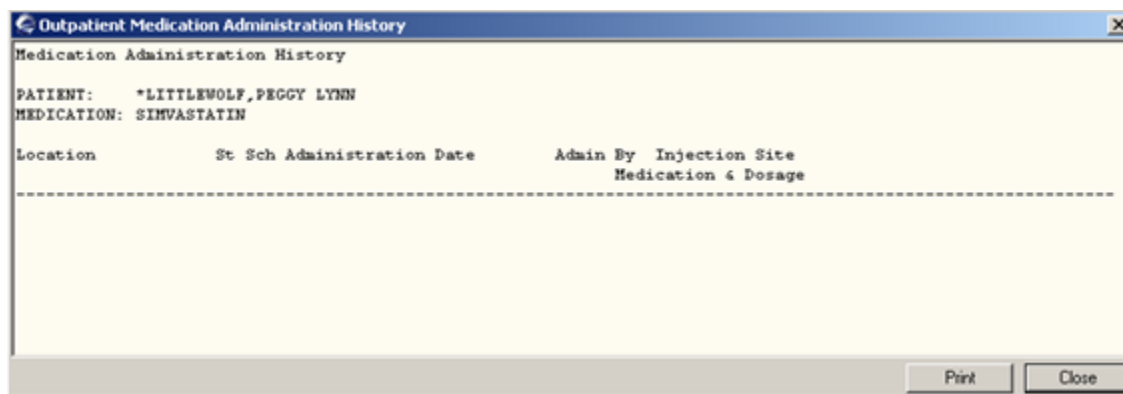 Outpatient Medication Administration History
Medication Administration History
PATIENT: *LITTLEWOLF,PEGGY LYNN
MEDICATION: SIMVASTATIN
Location St Sch Administration Date Admin By Injection Site
Medication & Dosage
Print Close